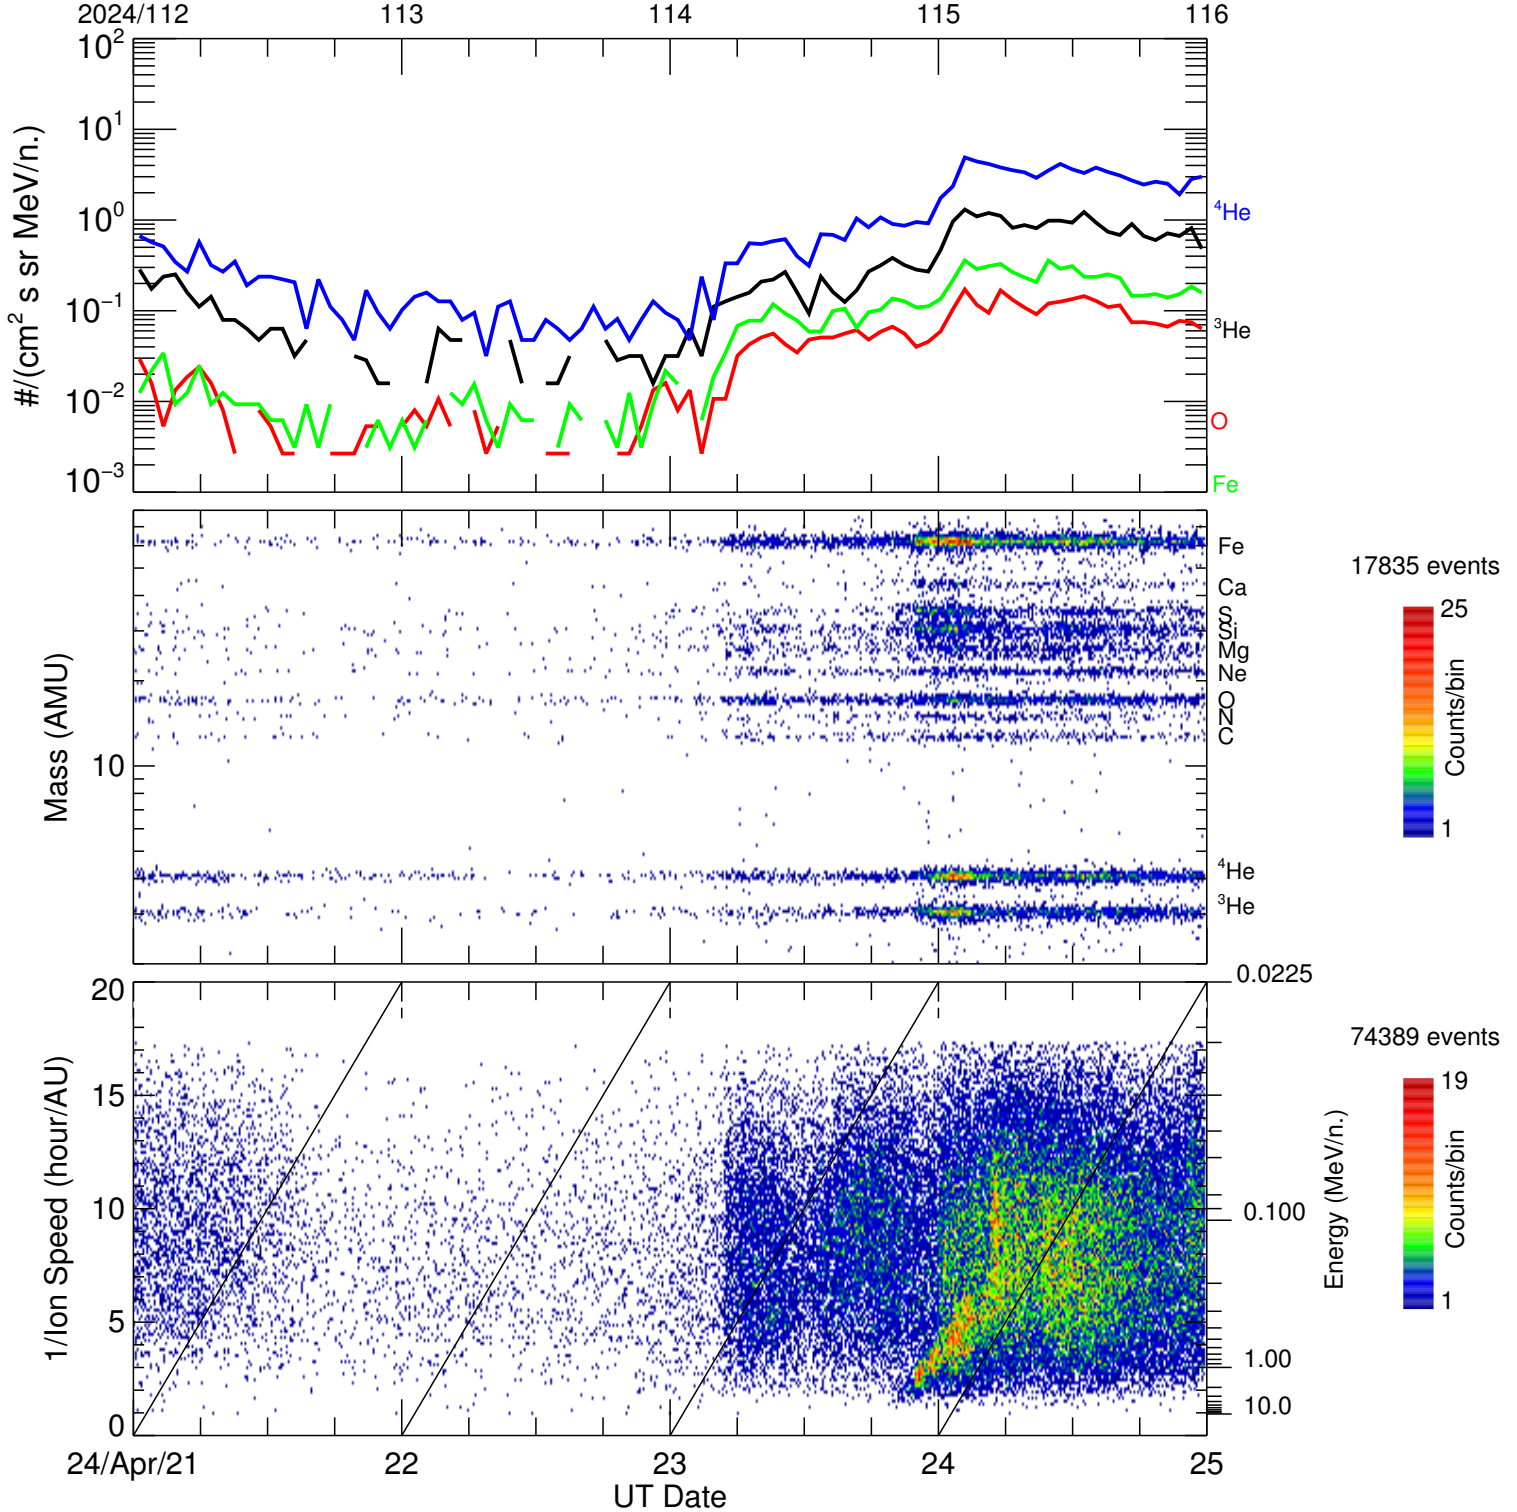 2024/112 113 114 115 116
10² 10¹ 10⁰ 10⁻¹ 10⁻² 10⁻³
#/(cm² s sr MeV/n.)
⁴He
³He
O
Fe
Mass (AMU)
10
Fe
Ca
S
Si
Mg
Ne
O
N
C
⁴He
³He
17835 events
25
Counts/bin
1
1/Ion Speed (hour/AU)
20
15
10
5
0
0.0225
0.100
1.00
10.0
Energy (MeV/n.)
74389 events
19
Counts/bin
1
24/Apr/21 22 23 24 25
UT Date